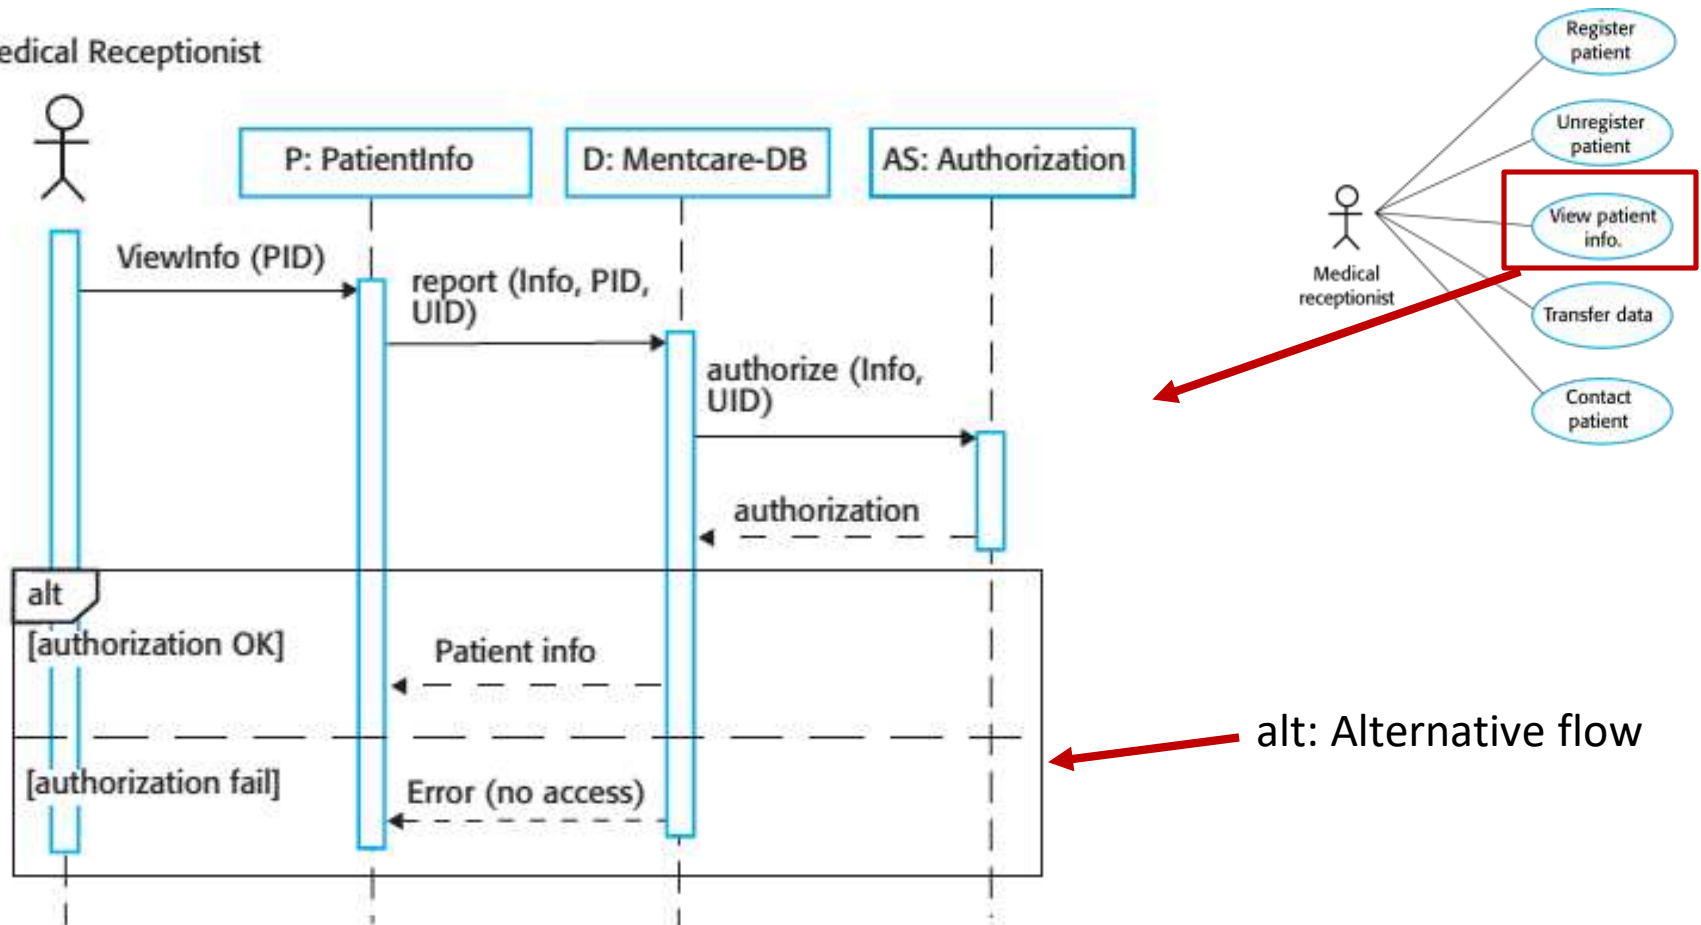 edical Receptionist
P: PatientInfo
D: Mentcare-DB
AS: Authorization
ViewInfo (PID)
report (Info, PID,
UID)
authorize (Info,
UID)
authorization
alt
[authorization OK]
Patient info
[authorization fail]
Error (no access)
Register
patient
Unregister
patient
View patient
info.
Medical
receptionist
Transfer data
Contact
patient
alt: Alternative flow